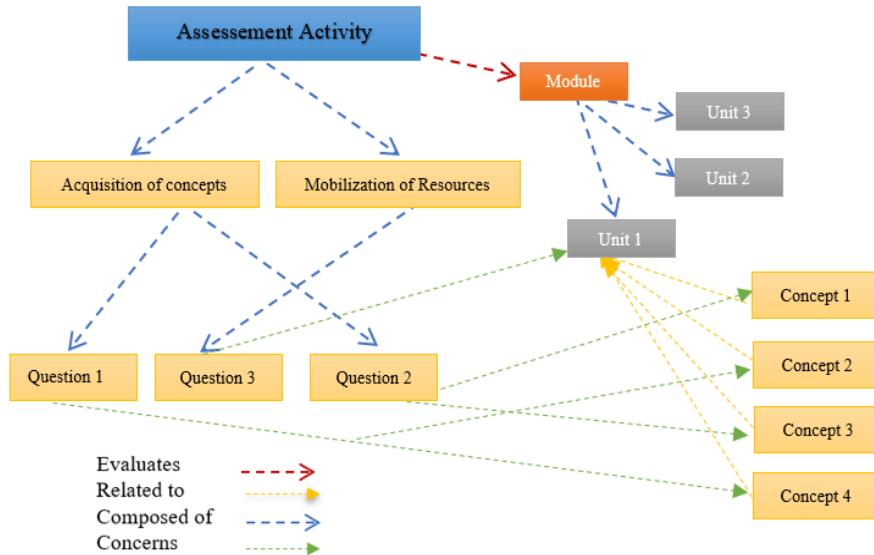 Assessement Activity
Module
Unit 3
Unit 2
Acquisition of concepts
Mobilization of Resources
Unit 1
Concept 1
Concept 2
Question 1
Question 3
Question 2
Concept 3
Concept 4
Evaluates
Related to
Composed of
Concerns